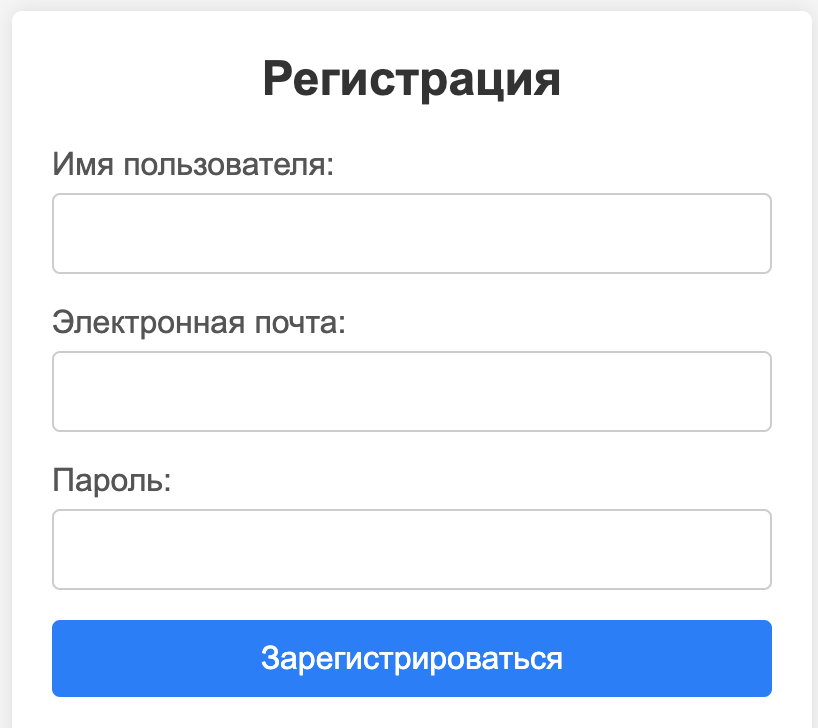 Регистрация
Имя пользователя:
Электронная почта:
Пароль:
Зарегистрироваться